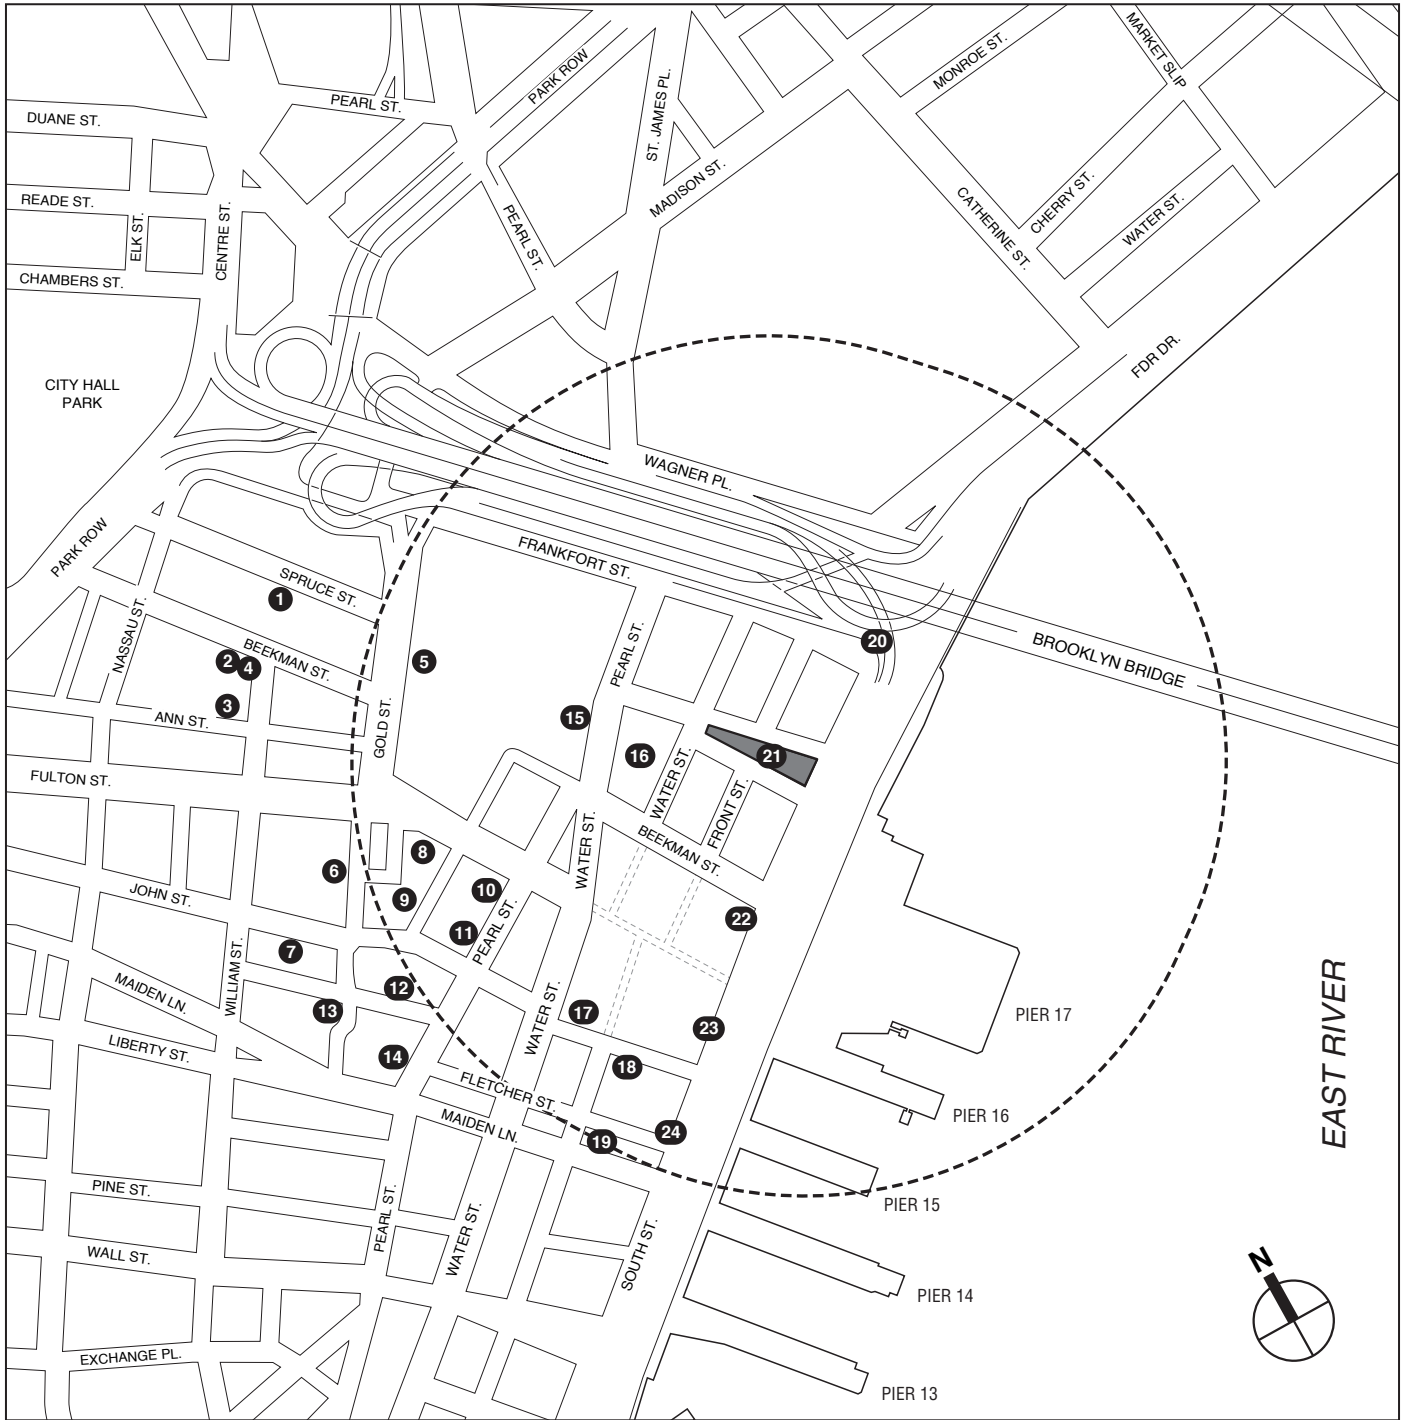 MARKET SLIP
MONROE ST.
PARK ROW
PEARL ST.
ST. JAMES PL.
DUANE ST.
MADISON ST.
READE ST.
ELK ST.
CENTRE ST.
PEARL ST.
CATHERINE ST.
CHERRY ST.
WATER ST.
CHAMBERS ST.
FDR DR.
CITY HALL
PARK
WAGNER PL.
PARK ROW
FRANKFORT ST.
SPRUCE ST.
1
NASSAU ST.
BEEKMAN ST.
2
4
3
5
PEARL ST.
20
BROOKLYN BRIDGE
ANN ST.
GOLD ST.
15
16
WATER ST.
21
FULTON ST.
FRONT ST.
WATER ST.
BEEKMAN ST.
6
8
9
10
11
PEARL ST.
22
JOHN ST.
7
WILLIAM ST.
12
MAIDEN LN.
13
17
WATER ST.
23
PIER 17
EAST RIVER
LIBERTY ST.
14
18
FLETCHER ST.
MAIDEN LN.
19
24
PIER 16
PINE ST.
PEARL ST.
WATER ST.
SOUTH ST.
PIER 15
WALL ST.
N
PIER 14
EXCHANGE PL.
PIER 13